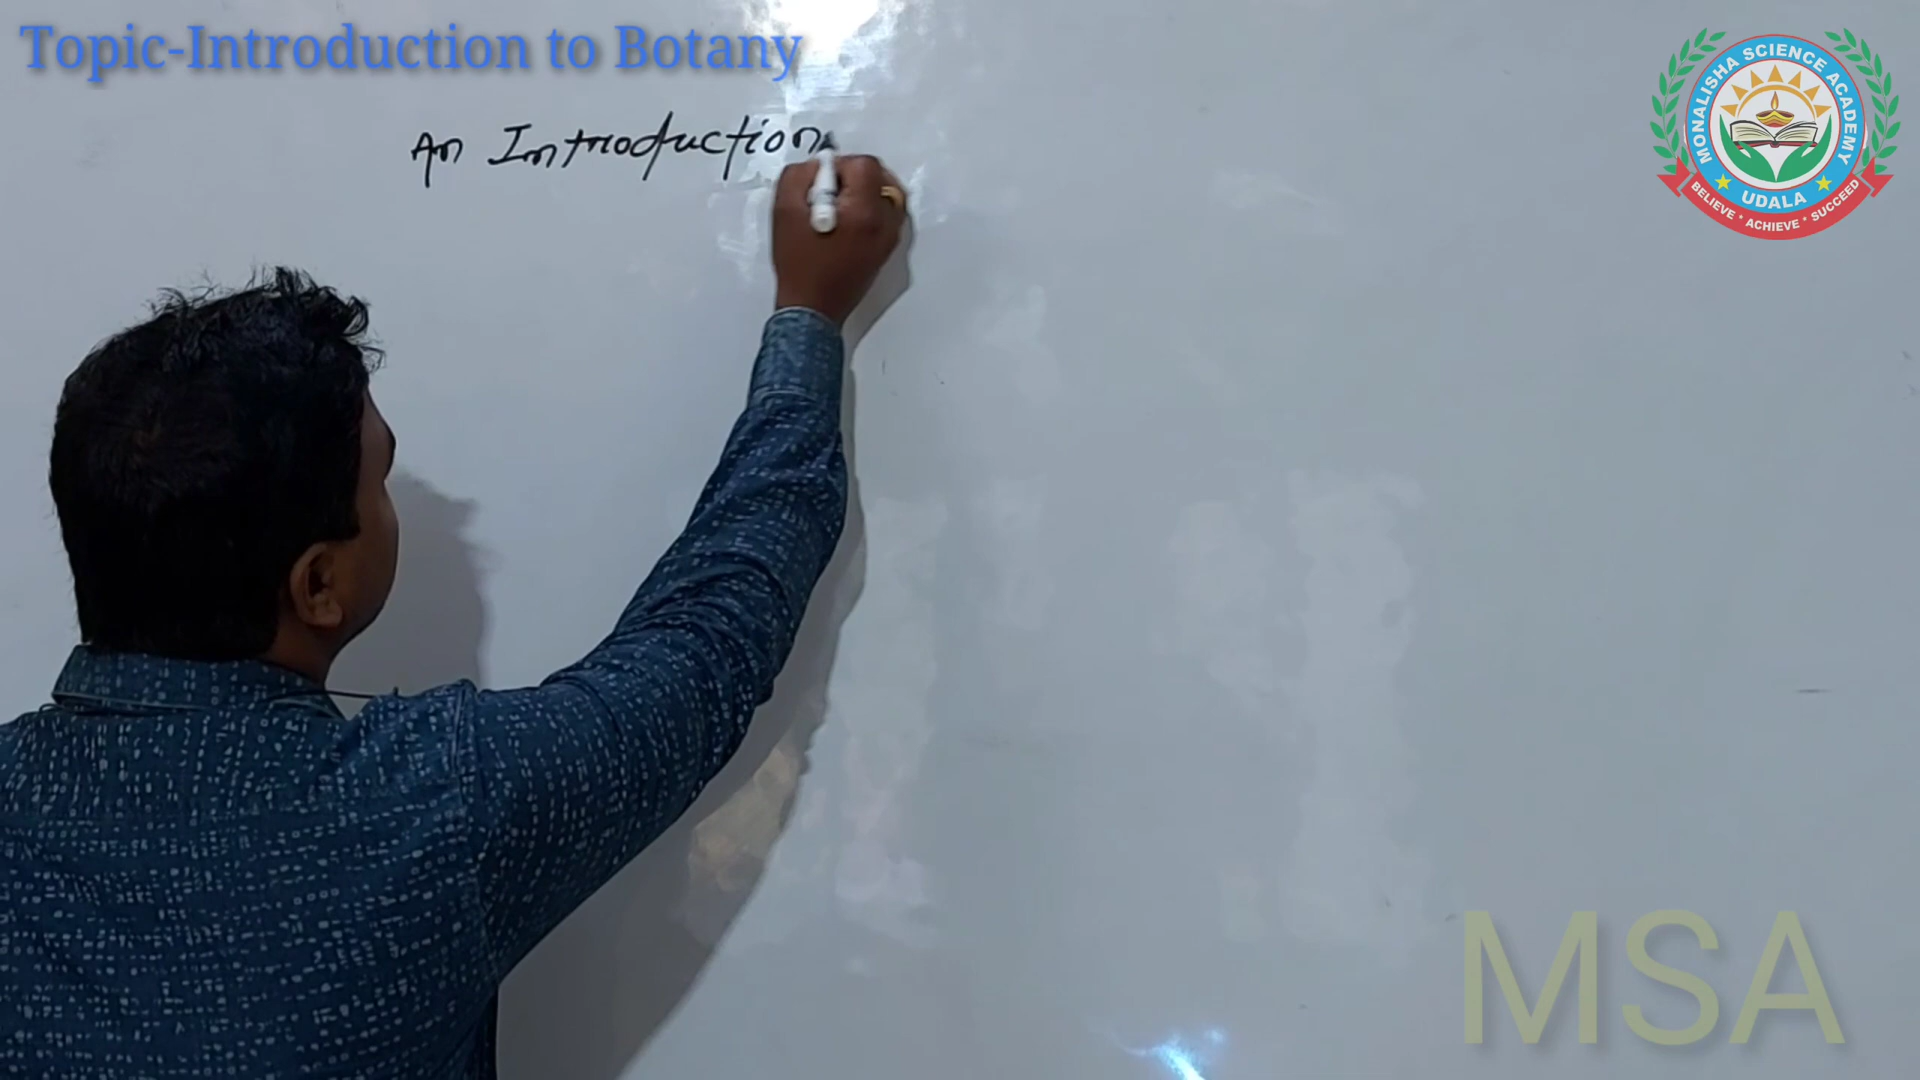 Topic-Introduction to Botany
An Introduction
MONALISHA SCIENCE ACADEMY
UDALA
BELIEVE * ACHIEVE * SUCCEED
MSA